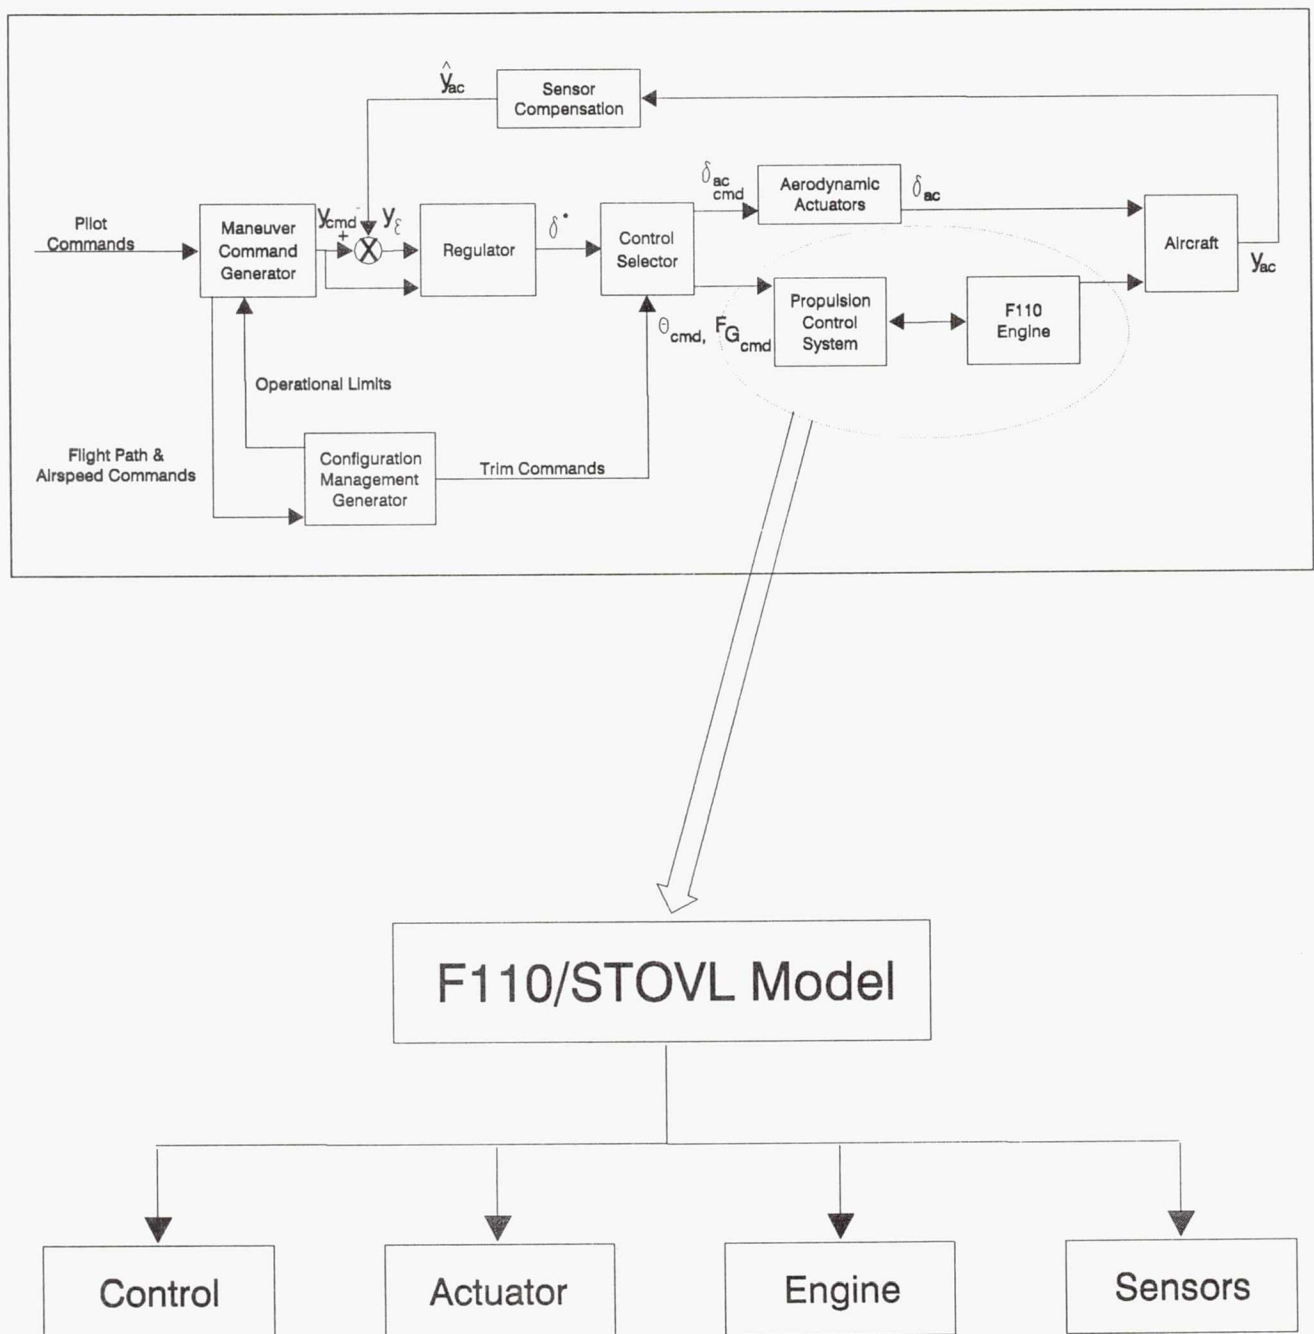 ŷac
Sensor
Compensation
Pilot
Commands
Maneuver
Command
Generator
ycmd
-
+
yε
Regulator
δ*
Control
Selector
δac
cmd
Aerodynamic
Actuators
δac
Aircraft
yac
θcmd, FGcmd
Propulsion
Control
System
F110
Engine
Operational Limits
Flight Path &
Airspeed Commands
Configuration
Management
Generator
Trim Commands
F110/STOVL Model
Control
Actuator
Engine
Sensors